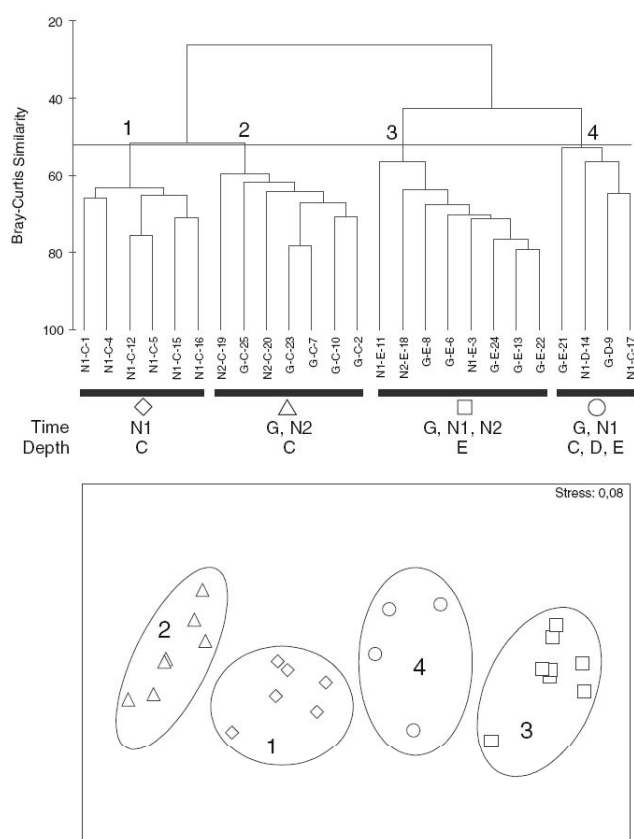 20
40
60
80
100
Bray-Curtis Similarity
1 2 3 4
N1-C-1
N1-C-4
N1-C-12
N1-C-5
N1-C-15
N1-C-16
N2-C-19
G-C-25
N2-C-20
G-C-23
G-C-7
G-C-10
G-C-2
N1-E-11
N2-E-18
G-E-8
G-E-6
N1-E-3
G-E-24
G-E-13
G-E-22
G-E-21
N1-D-14
G-D-9
N1-C-17
Time N1 G, N2 G, N1, N2 G, N1
Depth C C E C, D, E
Stress: 0,08
2
4
3
1